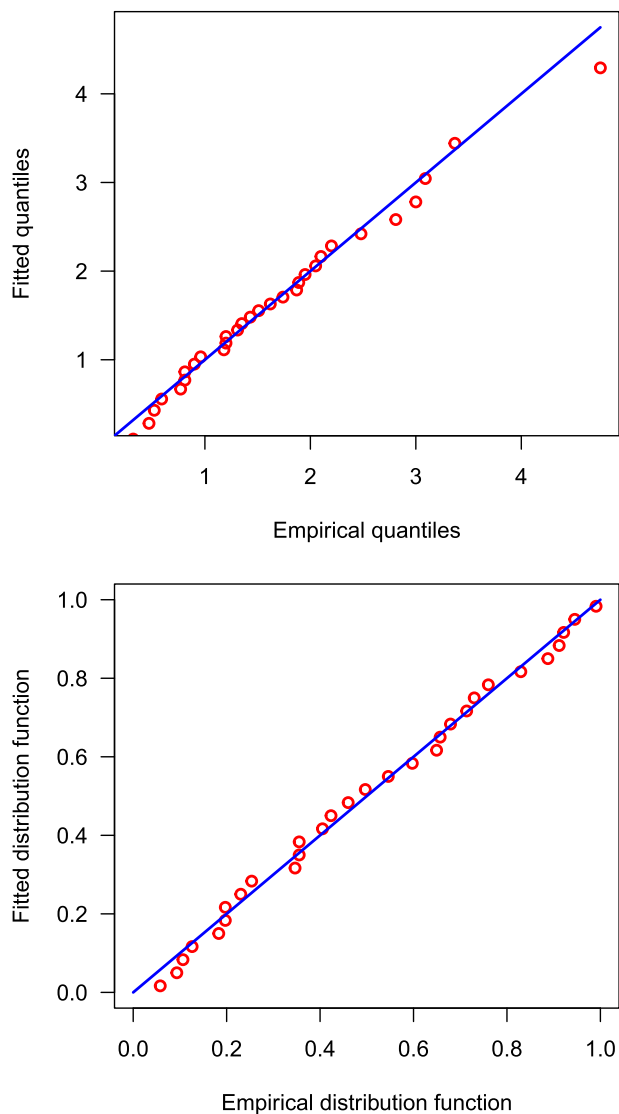 4
3
2
1
Fitted quantiles
1 2 3 4
Empirical quantiles
1.0
0.8
0.6
0.4
0.2
0.0
Fitted distribution function
0.0 0.2 0.4 0.6 0.8 1.0
Empirical distribution function